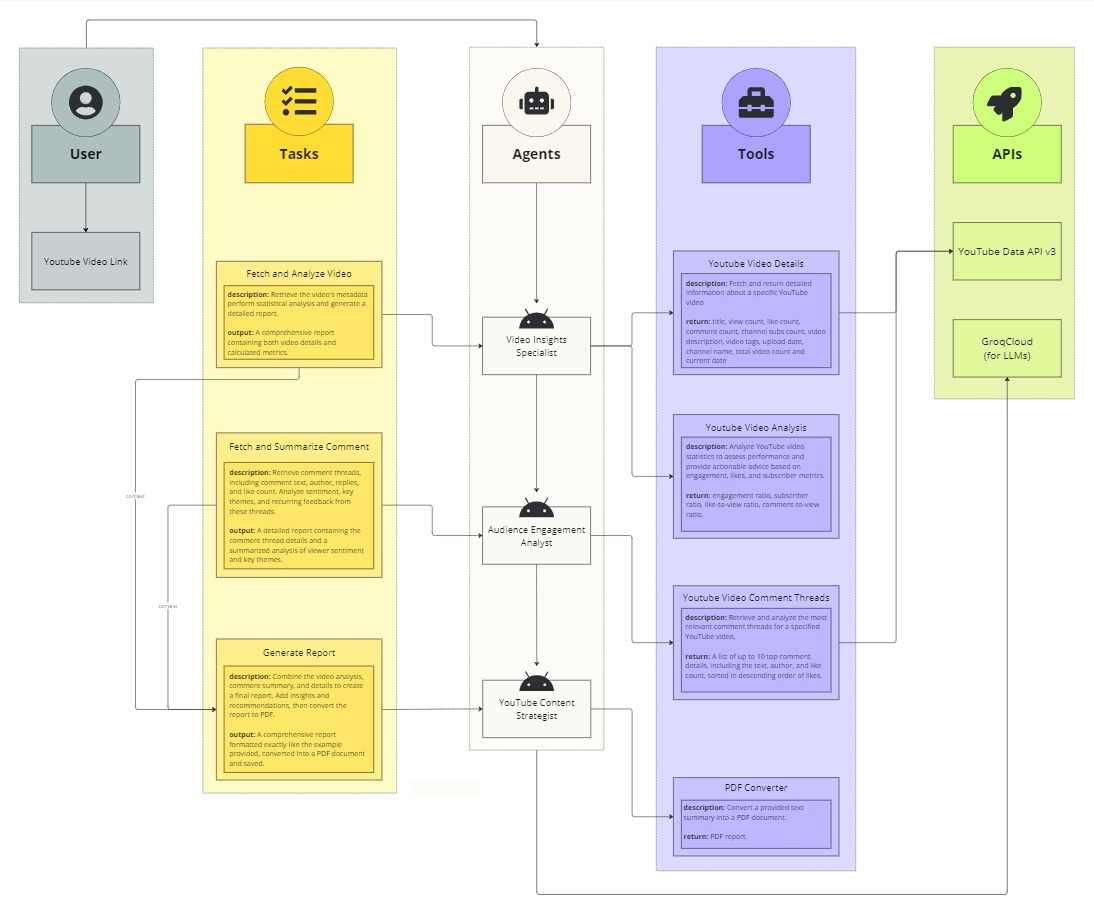 User
Youtube Video Link
Tasks
Fetch and Analyze Video
description: Retrieve the video's metadata
perform statistical analysis and generate a
detailed report.
output: A comprehensive report
containing both video details and
calculated metrics.
context
Fetch and Summarize Comment
description: Retrieve comment threads,
including comment text, author, replies,
and like count. Analyze sentiment, key
themes, and recurring feedback from
these threads.
output: A detailed report containing the
comment thread details and a
summarized analysis of viewer sentiment
and key themes.
context
Generate Report
description: Combine the video analysis,
comment summary, and details to create
a final report. Add insights and
recommendations, then convert the
report to PDF.
output: A comprehensive report
formatted exactly like the example
provided, converted into a PDF document
and saved.
Agents
Video Insights
Specialist
Audience Engagement
Analyst
YouTube Content
Strategist
Tools
Youtube Video Details
description: Fetch and return detailed
information about a specific YouTube
video
return: title, view count, like count,
comment count, channel subs count, video
description, video tags, upload date,
channel name, total video count and
current date
Youtube Video Analysis
description: Analyze YouTube video
statistics to assess performance and
provide actionable advice based on
engagement, likes, and subscriber metrics.
return: engagement ratio, subscriber
ratio, like-to-view ratio, comment-to-view
ratio.
Youtube Video Comment Threads
description: Retrieve and analyze the most
relevant comment threads for a specified
YouTube video,
return: A list of up to 10 top comment
details, including the text, author, and like
count, sorted in descending order of likes.
PDF Converter
description: Convert a provided text
summary into a PDF document.
return: PDF report.
APIs
YouTube Data API v3
GroqCloud
(for LLMs)